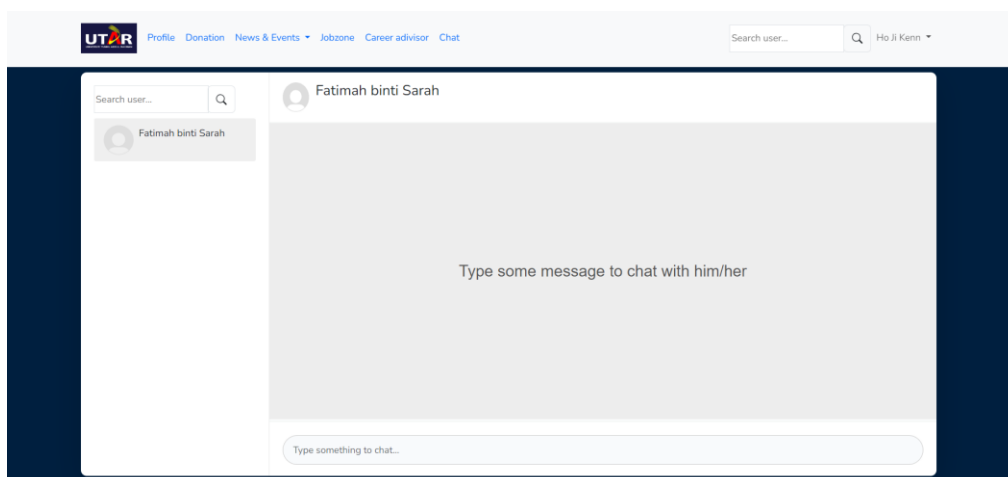 UTAR
Profile Donation News & Events Jobzone Career adivisor Chat
Search user...
Ho Ji Kenn
Search user...
Fatimah binti Sarah
Fatimah binti Sarah
Type some message to chat with him/her
Type something to chat...